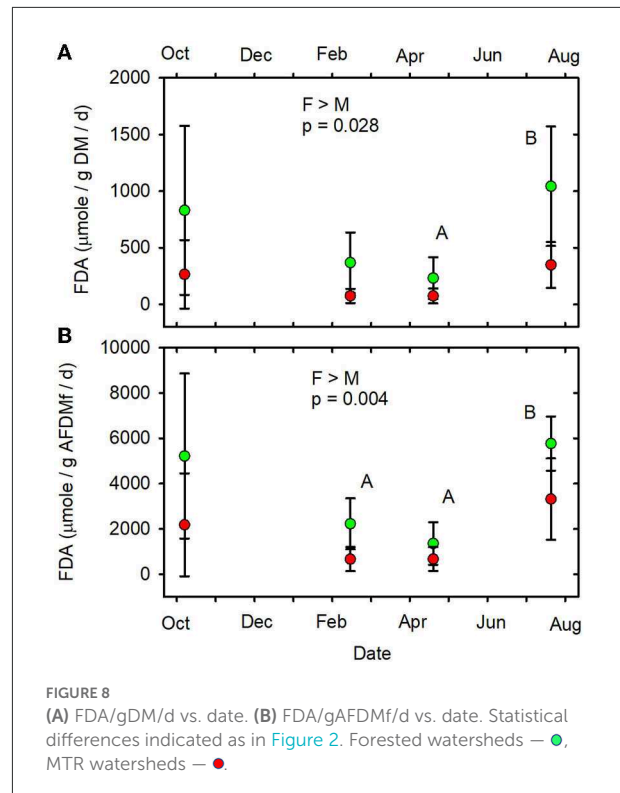 A
Oct Dec Feb Apr Jun Aug
2000
1500
1000
500
0
FDA (µmole / g DM / d)
F > M
p = 0.028
A
B
B
10000
8000
6000
4000
2000
0
FDA (µmole / g AFDMf / d)
F > M
p = 0.004
A
A
B
Oct Dec Feb Apr Jun Aug
Date
FIGURE 8
(A) FDA/gDM/d vs. date. (B) FDA/gAFDMf/d vs. date. Statistical
differences indicated as in Figure 2. Forested watersheds — ,
MTR watersheds — .